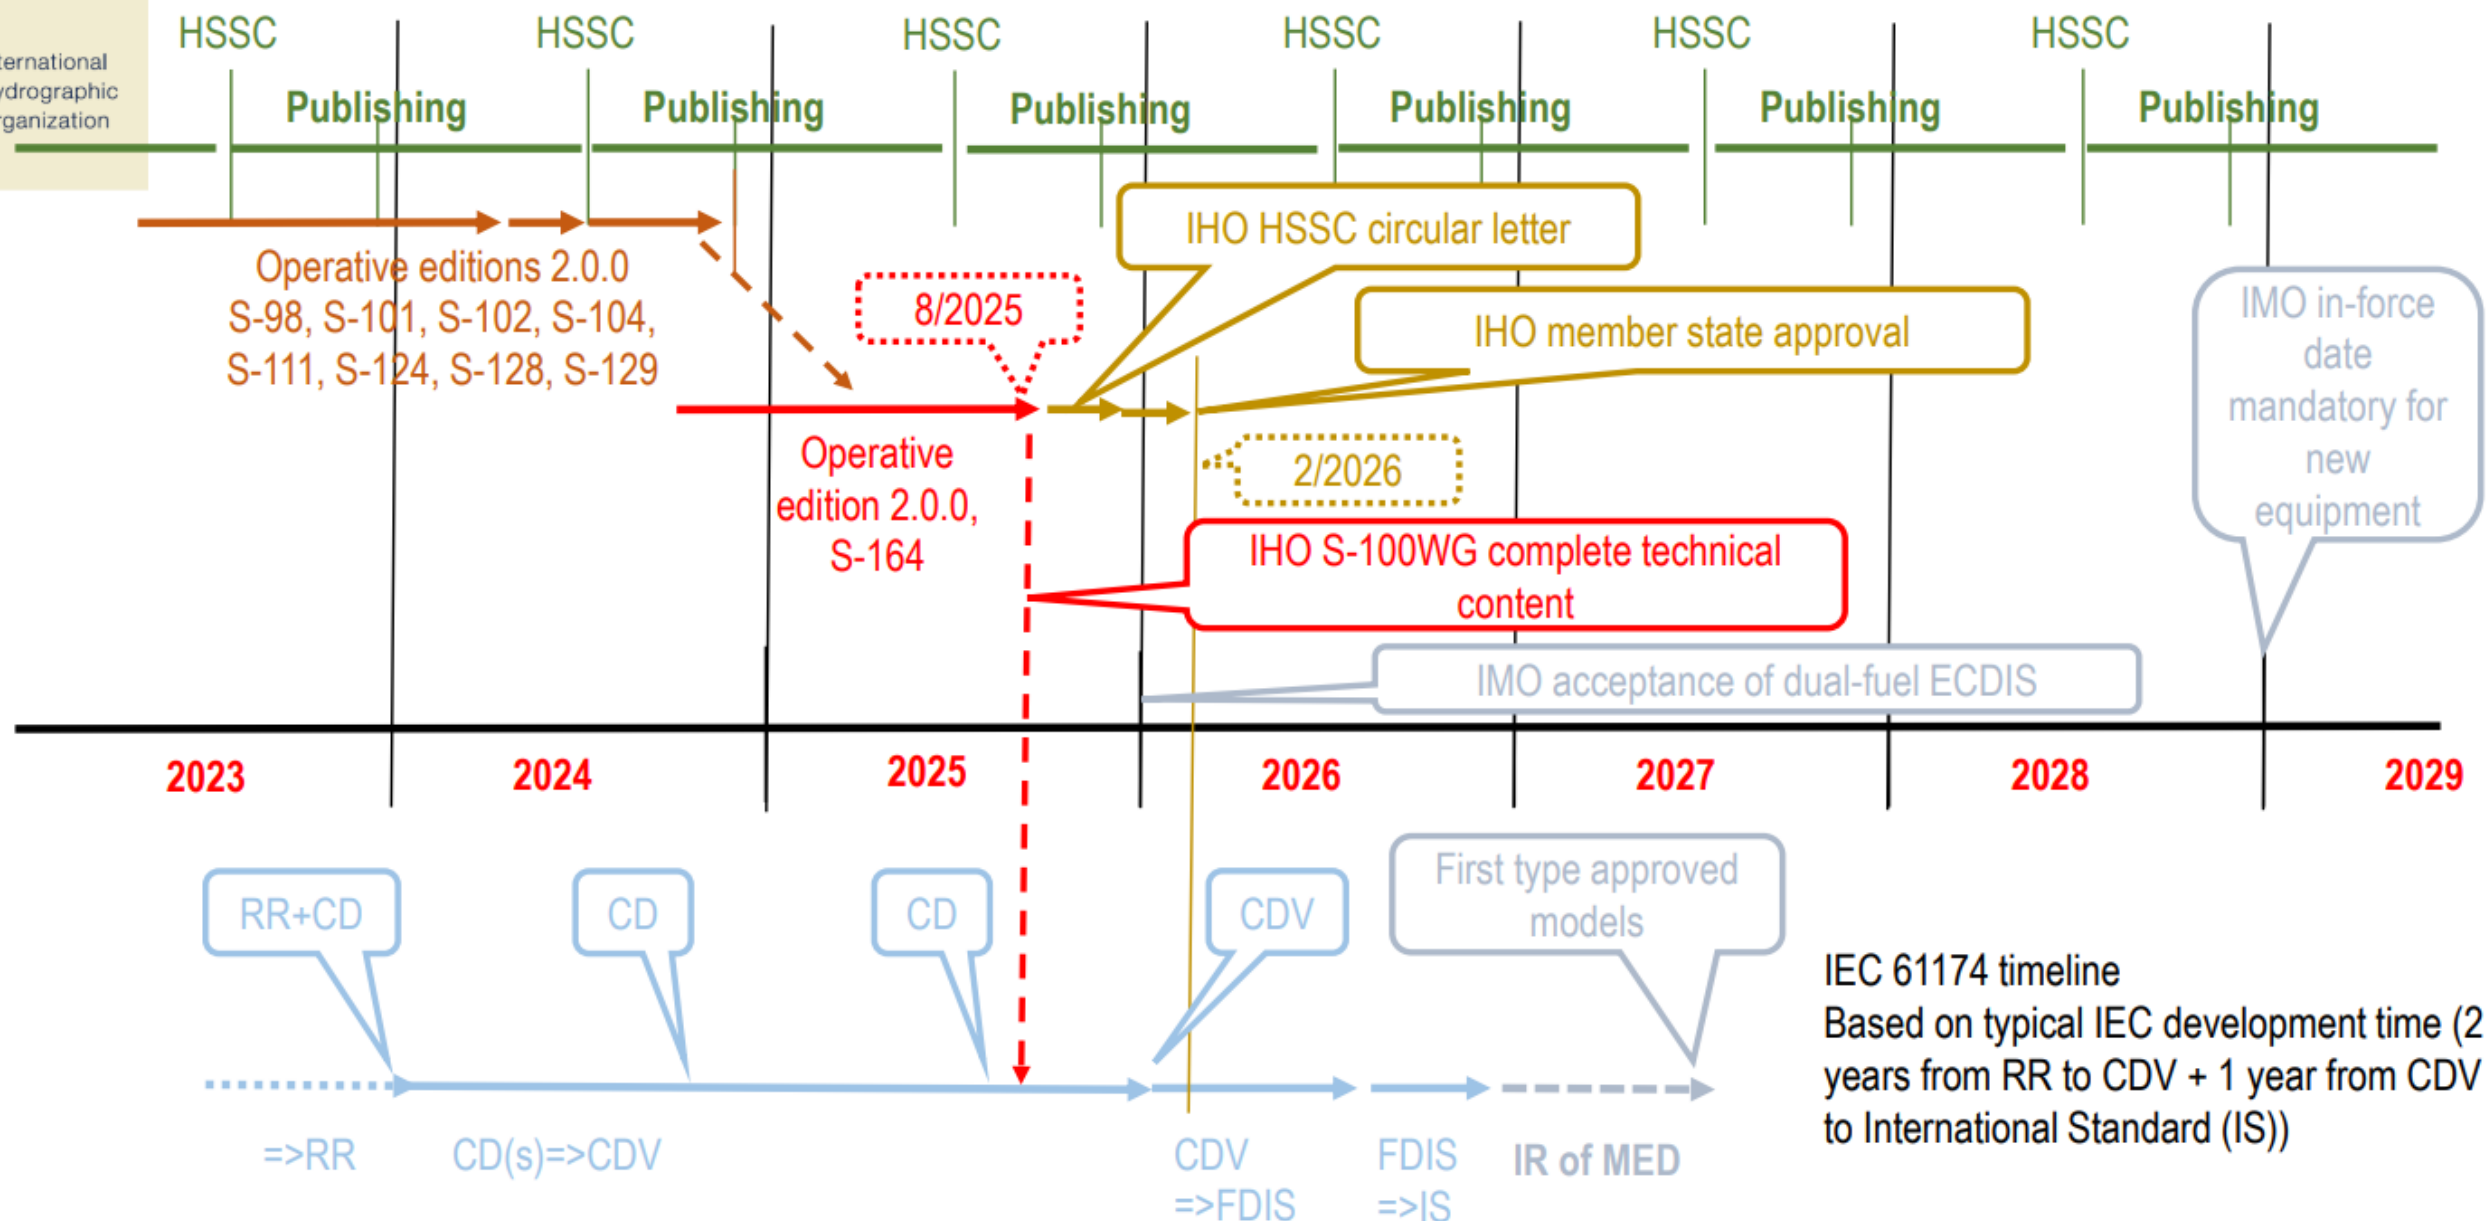 ternational
ydrographic
rganization
HSSC
HSSC
HSSC
HSSC
HSSC
HSSC
Publishing
Publishing
Publishing
Publishing
Publishing
Publishing
Operative editions 2.0.0
S-98, S-101, S-102, S-104,
S-111, S-124, S-128, S-129
8/2025
IHO HSSC circular letter
IHO member state approval
IMO in-force
date
mandatory for
new
equipment
Operative
edition 2.0.0,
S-164
2/2026
IHO S-100WG complete technical
content
IMO acceptance of dual-fuel ECDIS
2023
2024
2025
2026
2027
2028
2029
RR+CD
CD
CD
CDV
First type approved
models
IEC 61174 timeline
Based on typical IEC development time (2
years from RR to CDV + 1 year from CDV
to International Standard (IS))
=>RR
CD(s)=>CDV
CDV
=>FDIS
FDIS
=>IS
IR of MED